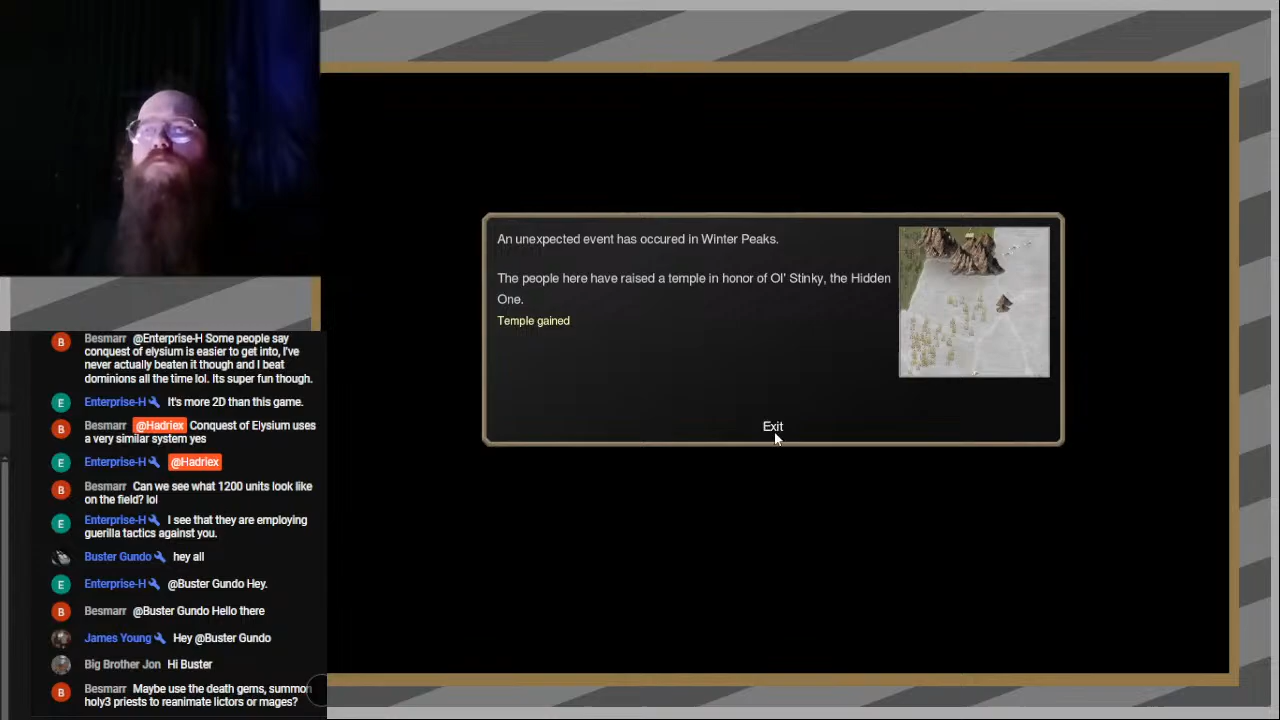 Besmarr @Enterprise-H Some people say
conquest of elysium is easier to get into, I've
never actually beaten it though and I beat
dominions all the time lol. Its super fun though.
E Enterprise-H It's more 2D than this game.
B Besmarr @Hadriex Conquest of Elysium uses
a very similar system yes
E Enterprise-H @Hadriex
B Besmarr Can we see what 1200 units look like
on the field? lol
E Enterprise-H I see that they are employing
guerilla tactics against you.
Buster Gundo hey all
E Enterprise-H @Buster Gundo Hey.
B Besmarr @Buster Gundo Hello there
James Young Hey @Buster Gundo
Big Brother Jon Hi Buster
B Besmarr Maybe use the death gems, summon
holy3 priests to reanimate lictors or mages?
An unexpected event has occured in Winter Peaks.
The people here have raised a temple in honor of Ol' Stinky, the Hidden
One.
Temple gained
Exit